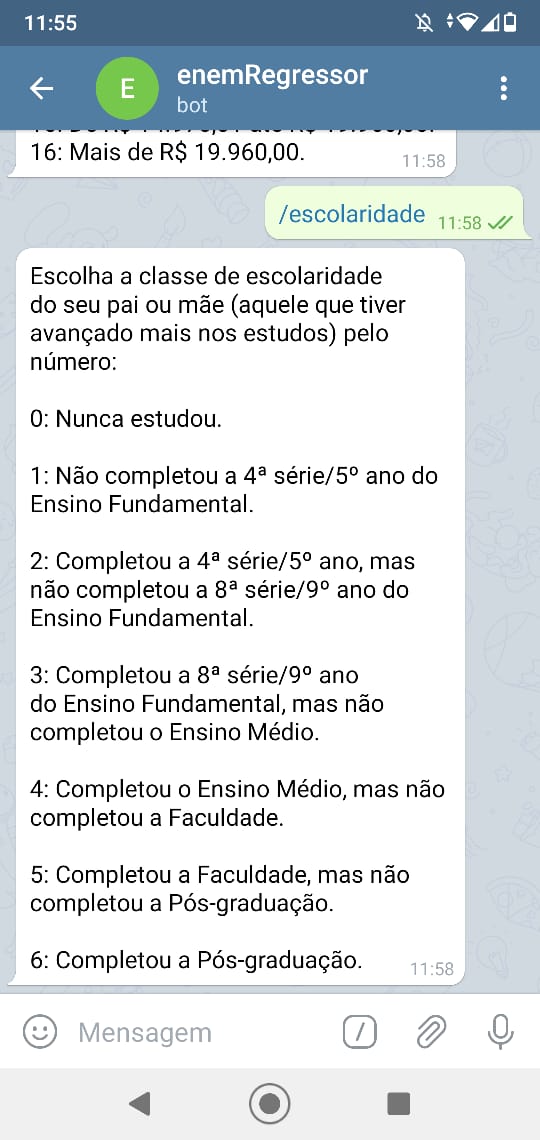 11:55
E
enemRegressor
bot
16: Mais de R$ 19.960,00.
11:58
/escolaridade
11:58
Escolha a classe de escolaridade
do seu pai ou mãe (aquele que tiver
avançado mais nos estudos) pelo
número:
0: Nunca estudou.
1: Não completou a 4ª série/5º ano do
Ensino Fundamental.
2: Completou a 4ª série/5º ano, mas
não completou a 8ª série/9º ano do
Ensino Fundamental.
3: Completou a 8ª série/9º ano
do Ensino Fundamental, mas não
completou o Ensino Médio.
4: Completou o Ensino Médio, mas não
completou a Faculdade.
5: Completou a Faculdade, mas não
completou a Pós-graduação.
6: Completou a Pós-graduação.
11:58
Mensagem